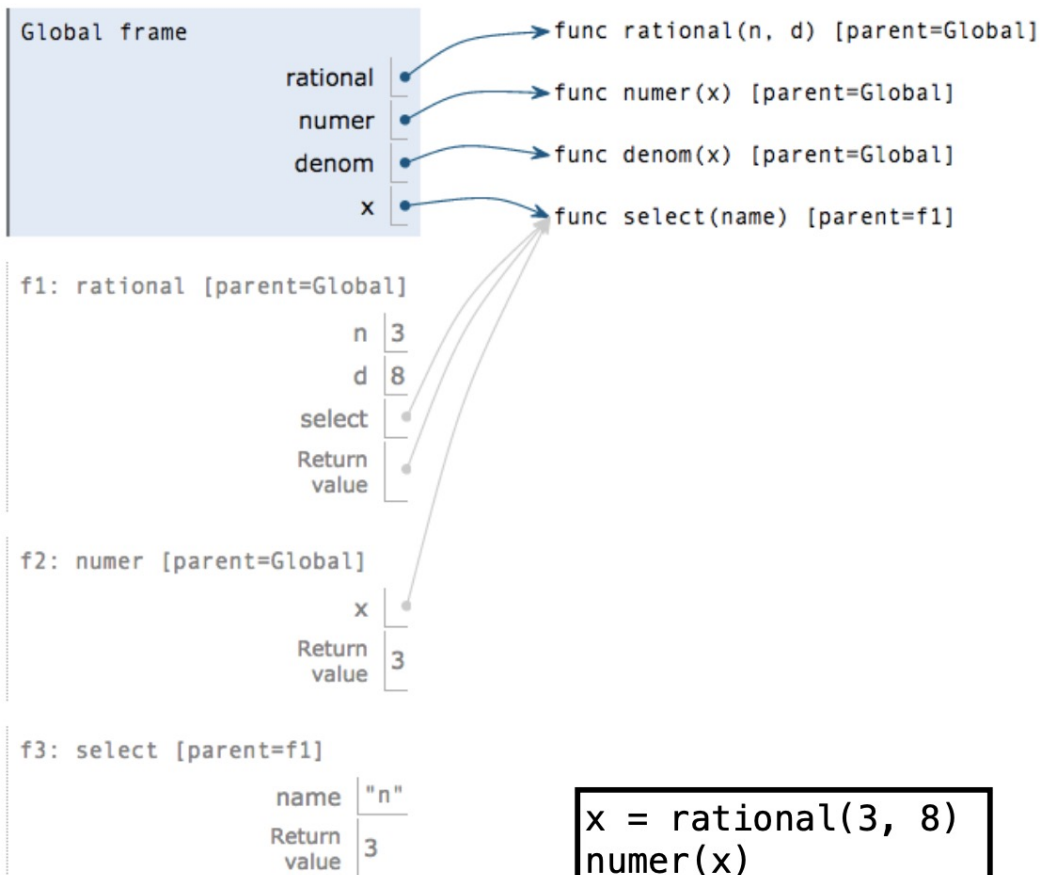 Global frame
rational
numer
denom
x
func rational(n, d) [parent=Global]
func numer(x) [parent=Global]
func denom(x) [parent=Global]
func select(name) [parent=f1]
f1: rational [parent=Global]
n 3
d 8
select
Return
value
f2: numer [parent=Global]
x
Return
value 3
f3: select [parent=f1]
name "n"
Return
value 3
x = rational(3, 8)
numer(x)